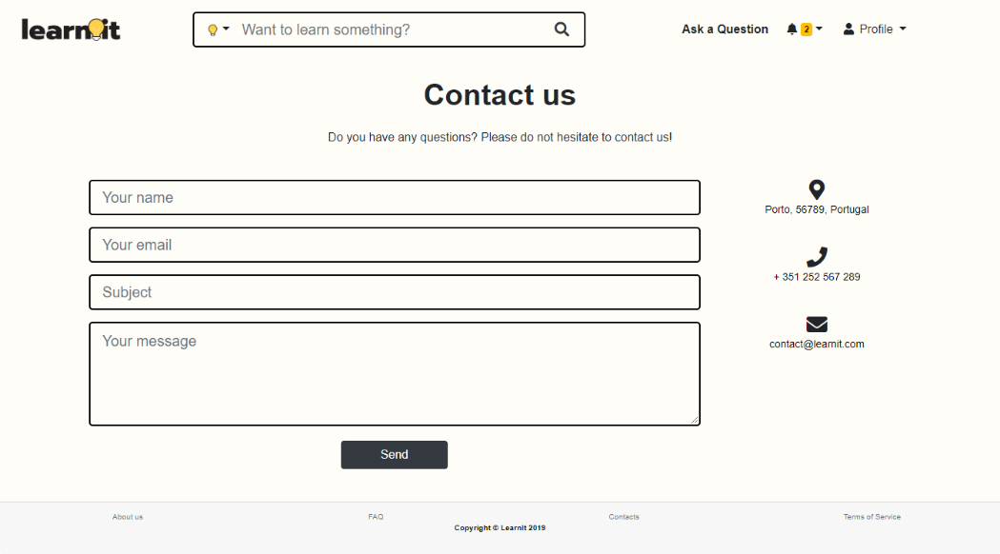 learnit
Want to learn something?
Ask a Question
2
Profile
Contact us
Do you have any questions? Please do not hesitate to contact us!
Your name
Your email
Subject
Your message
Send
Porto, 56789, Portugal
+ 351 252 567 289
contact@learnit.com
About us
FAQ
Contacts
Terms of Service
Copyright © LearnIt 2019